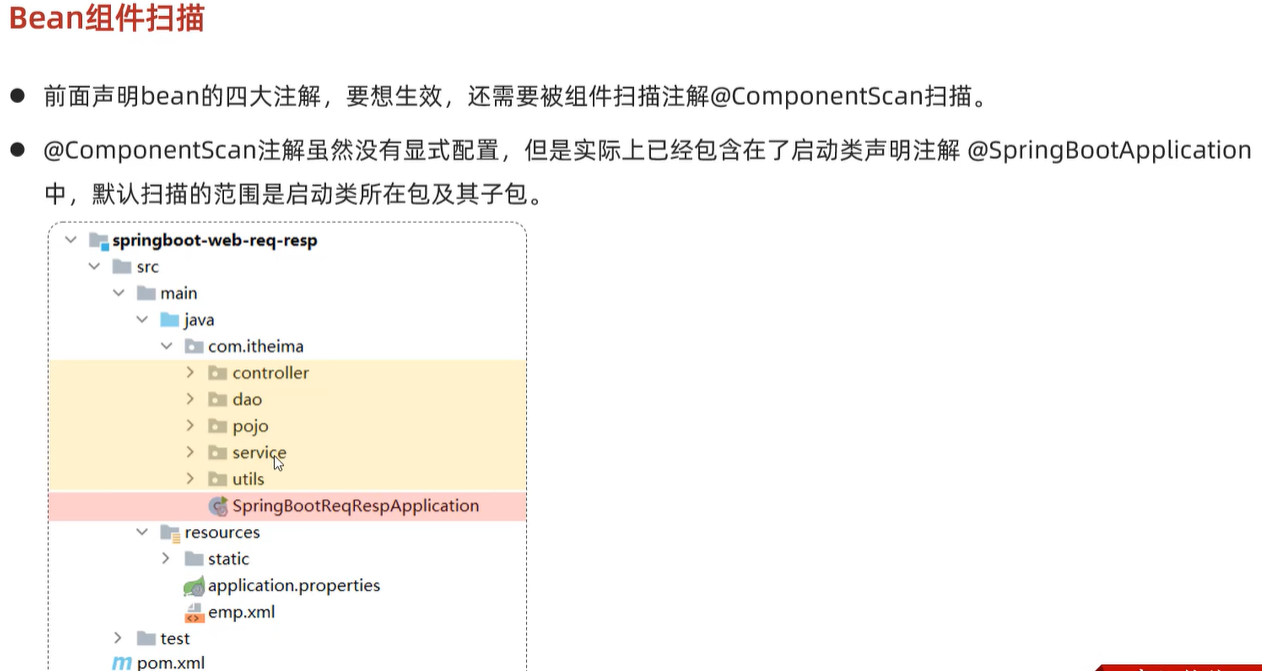 Bean组件扫描
前面声明bean的四大注解，要想生效，还需要被组件扫描注解@ComponentScan扫描。
@ComponentScan注解虽然没有显式配置，但是实际上已经包含在了启动类声明注解 @SpringBootApplication
中，默认扫描的范围是启动类所在包及其子包。
springboot-web-req-resp
src
main
java
com.itheima
controller
dao
pojo
service
utils
SpringBootReqRespApplication
resources
static
application.properties
emp.xml
test
pom.xml